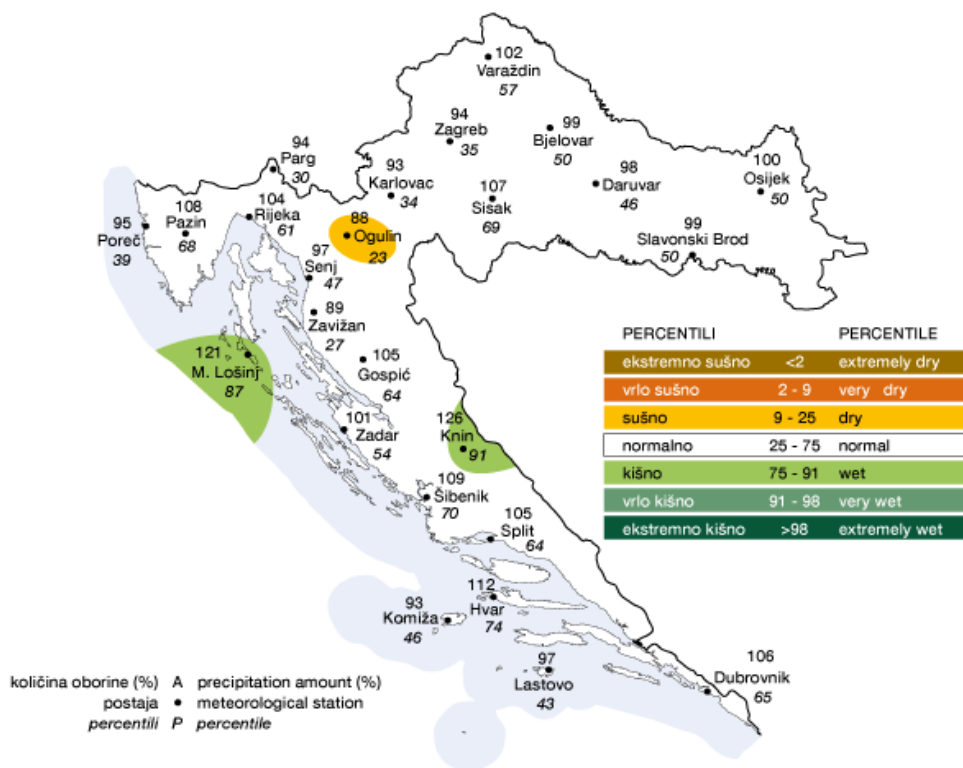 102
Varaždin
57
94
Zagreb
35
99
Bjelovar
50
94
Parg
30
93
Karlovac
34
98
Daruvar
46
100
Osijek
50
107
Sisak
69
104
Rijeka
61
108
Pazin
68
95
Poreč
39
88
Ogulin
23
99
Slavonski Brod
50
97
Senj
47
89
Zavižan
27
105
Gospić
64
121
M. Lošinj
87
101
Zadar
54
126
Knin
91
109
Šibenik
70
105
Split
64
112
Hvar
74
93
Komiža
46
97
Lastovo
43
106
Dubrovnik
65
PERCENTILI PERCENTILE
ekstremno sušno <2 extremely dry
vrlo sušno 2 - 9 very dry
sušno 9 - 25 dry
normalno 25 - 75 normal
kišno 75 - 91 wet
vrlo kišno 91 - 98 very wet
ekstremno kišno >98 extremely wet
količina oborine (%) A precipitation amount (%)
postaja • meteorological station
percentili P percentile